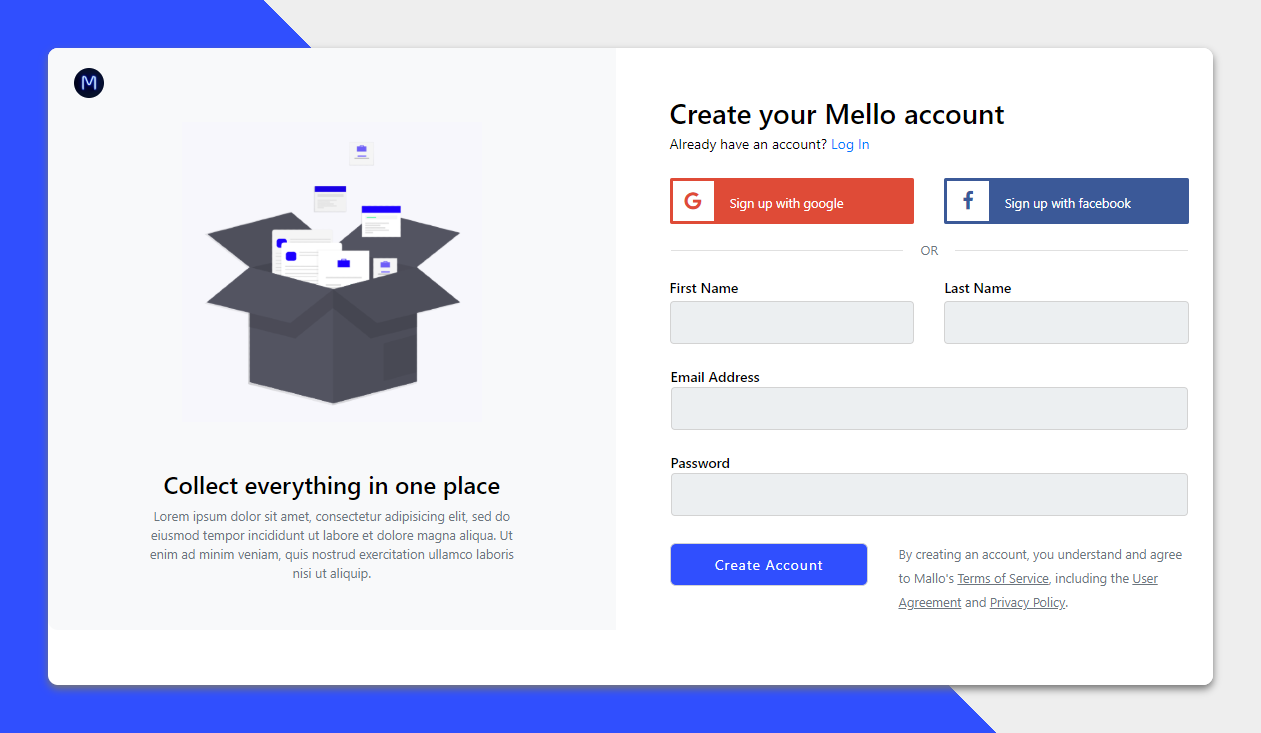 M
Collect everything in one place
Lorem ipsum dolor sit amet, consectetur adipisicing elit, sed do
eiusmod tempor incididunt ut labore et dolore magna aliqua. Ut
enim ad minim veniam, quis nostrud exercitation ullamco laboris
nisi ut aliquip.
Create your Mello account
Already have an account? Log In
G Sign up with google
f Sign up with facebook
OR
First Name
Last Name
Email Address
Password
Create Account
By creating an account, you understand and agree
to Mallo's Terms of Service, including the User
Agreement and Privacy Policy.